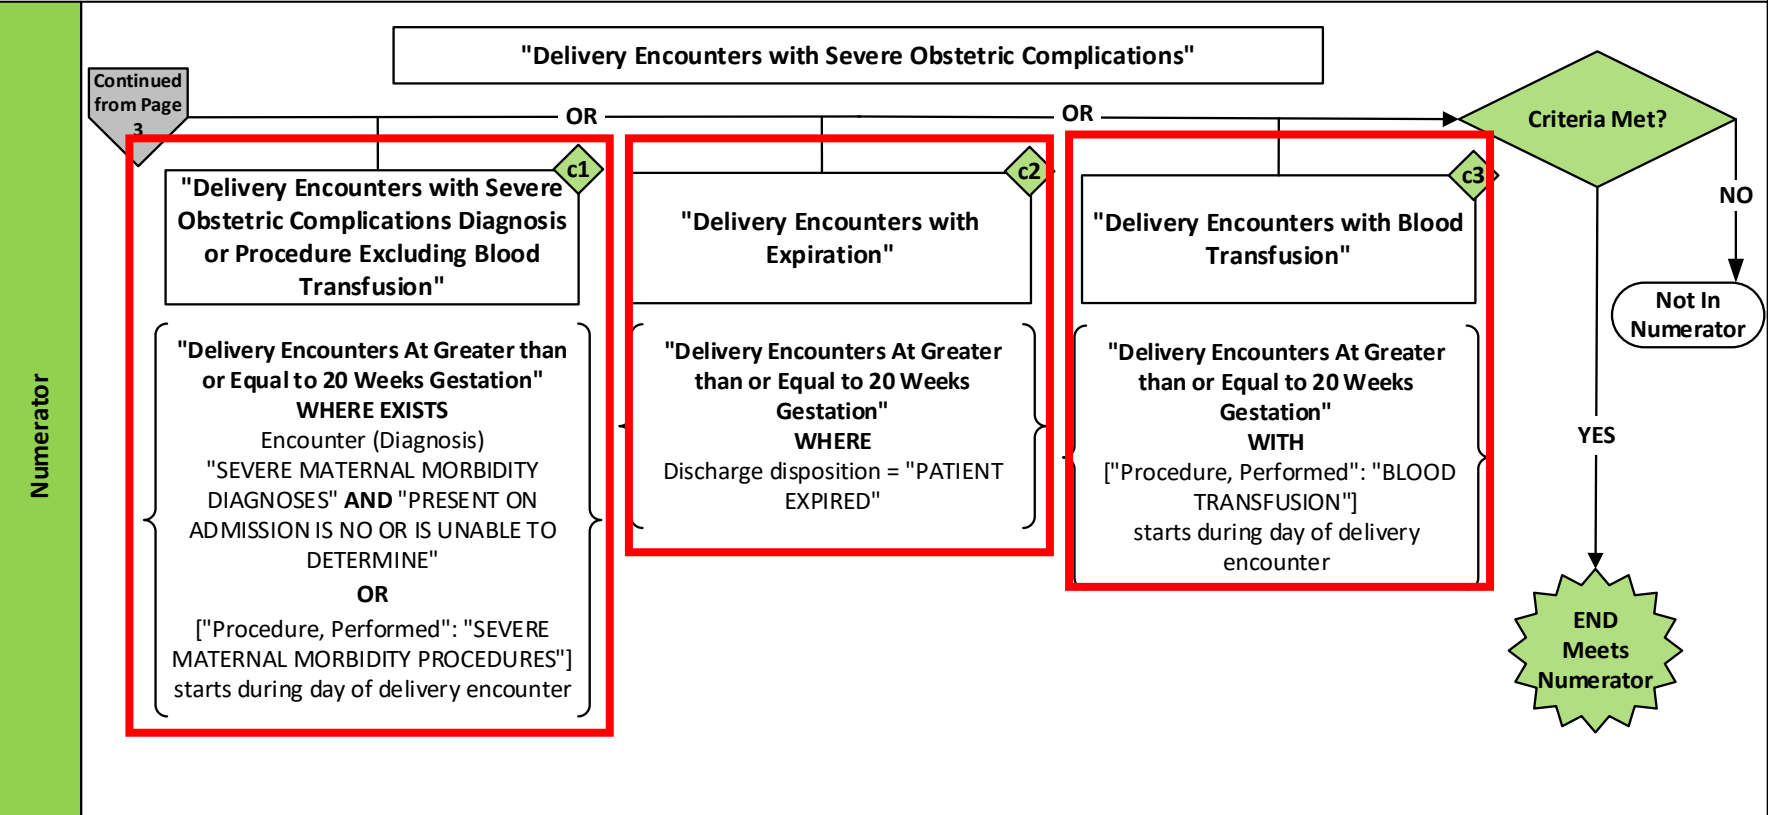 Numerator
"Delivery Encounters with Severe Obstetric Complications"
Continued
from Page
3
OR
OR
Criteria Met?
NO
Not In
Numerator
YES
END
Meets
Numerator
c1
"Delivery Encounters with Severe
Obstetric Complications Diagnosis
or Procedure Excluding Blood
Transfusion"
"Delivery Encounters At Greater than
or Equal to 20 Weeks Gestation"
WHERE EXISTS
Encounter (Diagnosis)
"SEVERE MATERNAL MORBIDITY
DIAGNOSES" AND "PRESENT ON
ADMISSION IS NO OR IS UNABLE TO
DETERMINE"
OR
["Procedure, Performed": "SEVERE
MATERNAL MORBIDITY PROCEDURES"]
starts during day of delivery encounter
c2
"Delivery Encounters with
Expiration"
"Delivery Encounters At Greater
than or Equal to 20 Weeks
Gestation"
WHERE
Discharge disposition = "PATIENT
EXPIRED"
c3
"Delivery Encounters with Blood
Transfusion"
"Delivery Encounters At Greater
than or Equal to 20 Weeks
Gestation"
WITH
["Procedure, Performed": "BLOOD
TRANSFUSION"]
starts during day of delivery
encounter